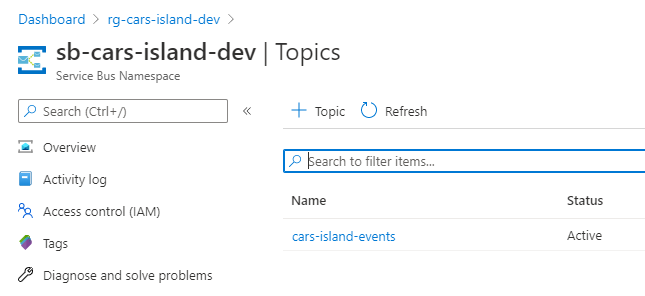 Dashboard > rg-cars-island-dev >
sb-cars-island-dev | Topics
Service Bus Namespace
Search (Ctrl+/) «
+ Topic Refresh
Search to filter items...
Overview
Activity log
Access control (IAM)
Tags
Diagnose and solve problems
Name Status
cars-island-events Active